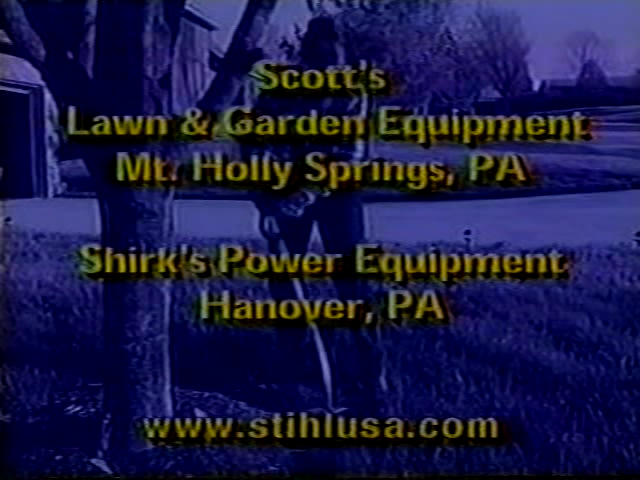 Scott's
Lawn & Garden Equipment
Mt. Holly Springs, PA
Shirk's Power Equipment
Hanover, PA
www.stihlusa.com